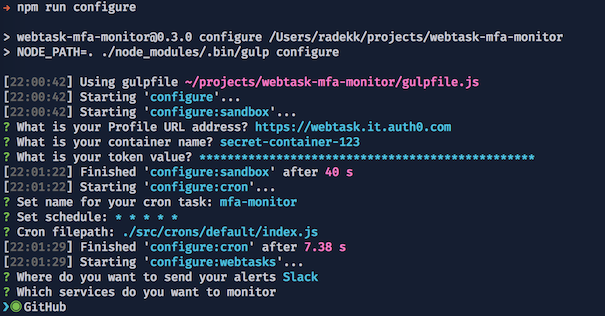 → npm run configure
> webtask-mfa-monitor@0.3.0 configure /Users/radekk/projects/webtask-mfa-monitor
> NODE_PATH=. ./node_modules/.bin/gulp configure
[22:00:42] Using gulpfile ~/projects/webtask-mfa-monitor/gulpfile.js
[22:00:42] Starting 'configure'...
[22:00:42] Starting 'configure:sandbox'...
? What is your Profile URL address? https://webtask.it.auth0.com
? What is your container name? secret-container-123
? What is your token value? ************************************************
[22:01:22] Finished 'configure:sandbox' after 40 s
[22:01:22] Starting 'configure:cron'...
? Set name for your cron task: mfa-monitor
? Set schedule: * * * * *
? Cron filepath: ./src/crons/default/index.js
[22:01:29] Finished 'configure:cron' after 7.38 s
[22:01:29] Starting 'configure:webtasks'...
? Where do you want to send your alerts Slack
? Which services do you want to monitor
❯◉ GitHub